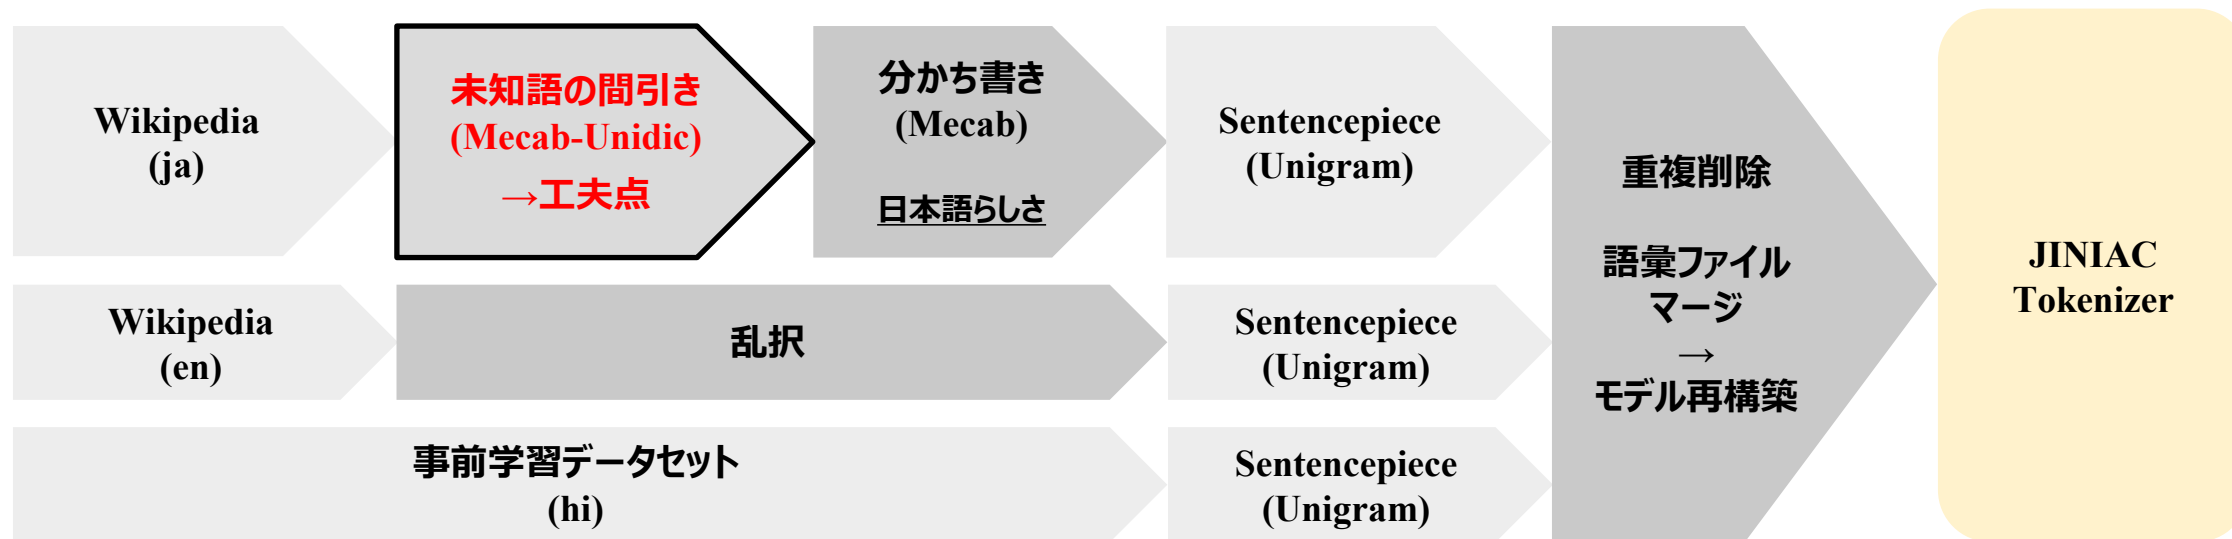 Wikipedia
(ja)
未知語の間引き
(Mecab-Unidic)
→工夫点
分かち書き
(Mecab)
日本語らしさ
Sentencepiece
(Unigram)
Wikipedia
(en)
乱択
Sentencepiece
(Unigram)
事前学習データセット
(hi)
Sentencepiece
(Unigram)
重複削除
語彙ファイル
マージ
→
モデル再構築
JINIAC
Tokenizer